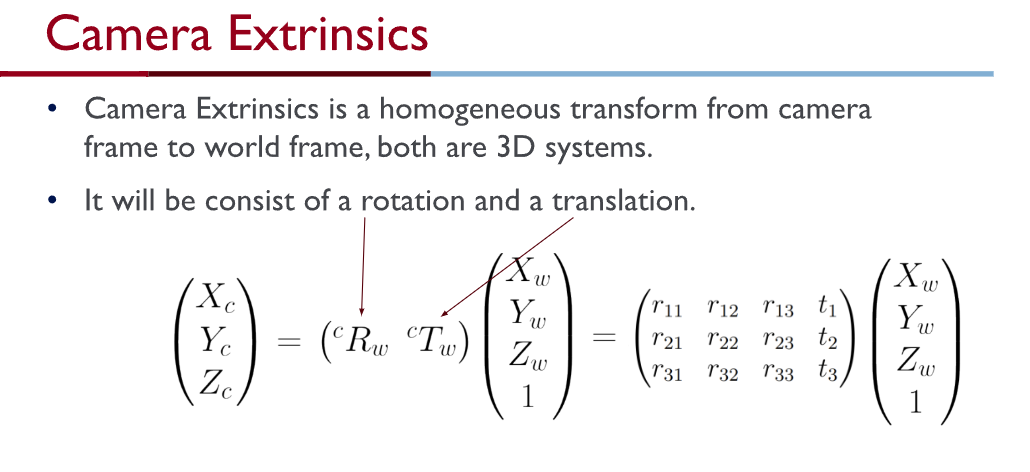 Camera Extrinsics
• Camera Extrinsics is a homogeneous transform from camera
frame to world frame, both are 3D systems.
• It will be consist of a rotation and a translation.
$\begin{pmatrix} X_c \\ Y_c \\ Z_c \end{pmatrix} = \begin{pmatrix} {}^cR_w & {}^cT_w \end{pmatrix} \begin{pmatrix} X_w \\ Y_w \\ Z_w \\ 1 \end{pmatrix} = \begin{pmatrix} r_{11} & r_{12} & r_{13} & t_1 \\ r_{21} & r_{22} & r_{23} & t_2 \\ r_{31} & r_{32} & r_{33} & t_3 \end{pmatrix} \begin{pmatrix} X_w \\ Y_w \\ Z_w \\ 1 \end{pmatrix}$